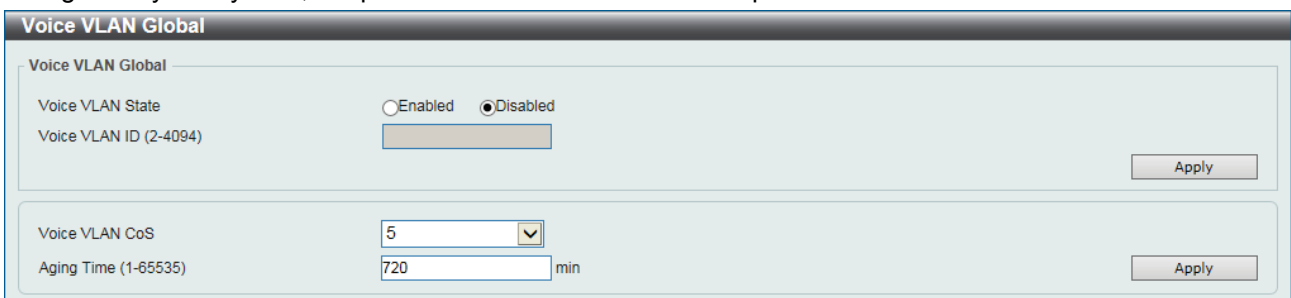 Voice VLAN Global
Voice VLAN Global
Voice VLAN State Enabled Disabled
Voice VLAN ID (2-4094)
Apply
Voice VLAN CoS 5
Aging Time (1-65535) 720 min Apply